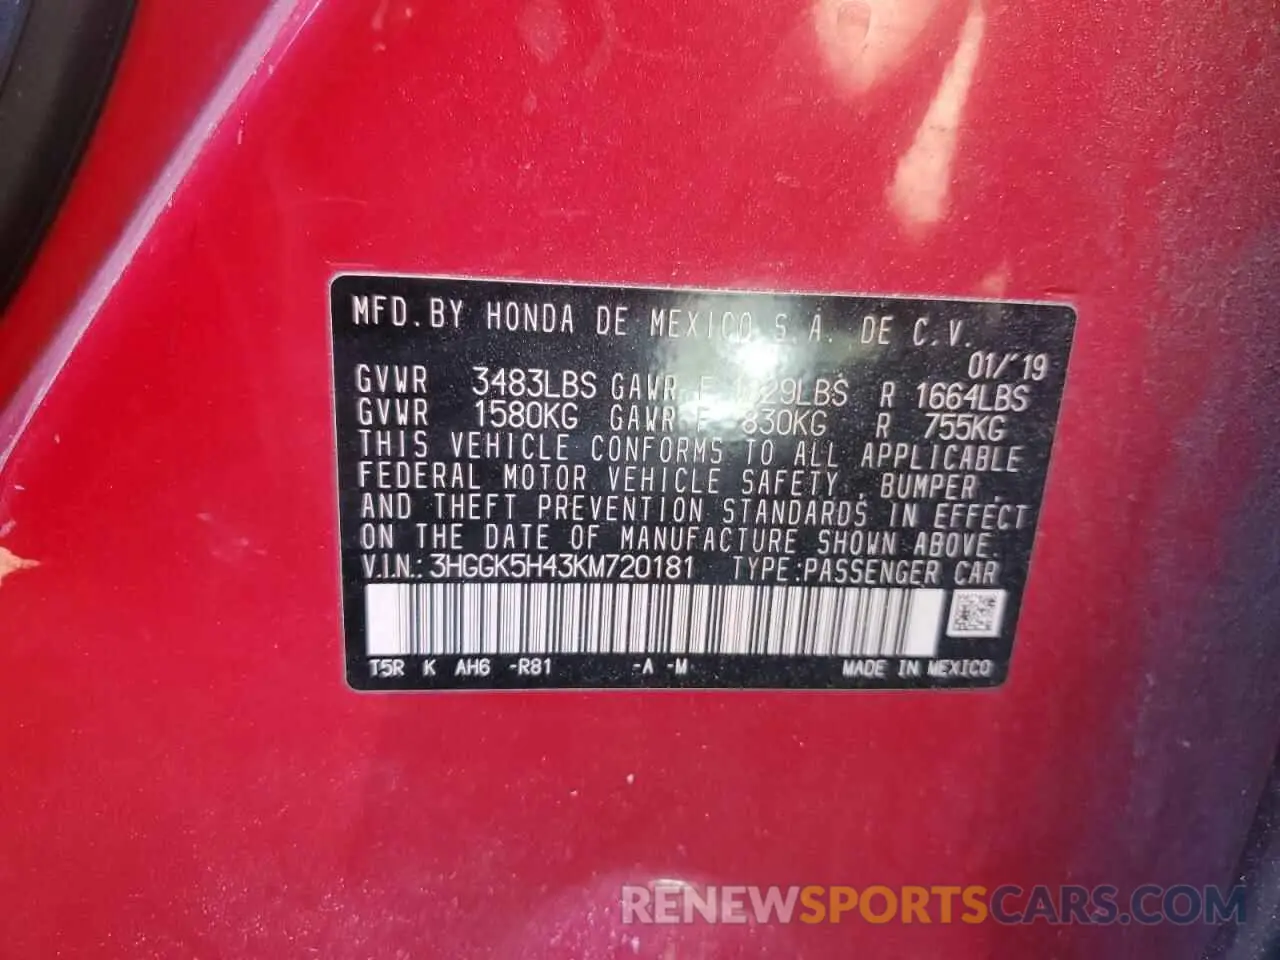 MFD. BY HONDA DE MEXICO S.A. DE C.V.
01/'19
GVWR 3483LBS GAWR F LBS R 1664LBS
GVWR 1580KG GAWR F 830KG R 755KG
THIS VEHICLE CONFORMS TO ALL APPLICABLE
FEDERAL MOTOR VEHICLE SAFETY, BUMPER,
AND THEFT PREVENTION STANDARDS IN EFFECT
ON THE DATE OF MANUFACTURE SHOWN ABOVE.
V.I.N.: 3HGGK5H43KM720181 TYPE:PASSENGER CAR
T5R K AH6 -R81 -A -M MADE IN MEXICO
RENEWSPORTSCARS.COM